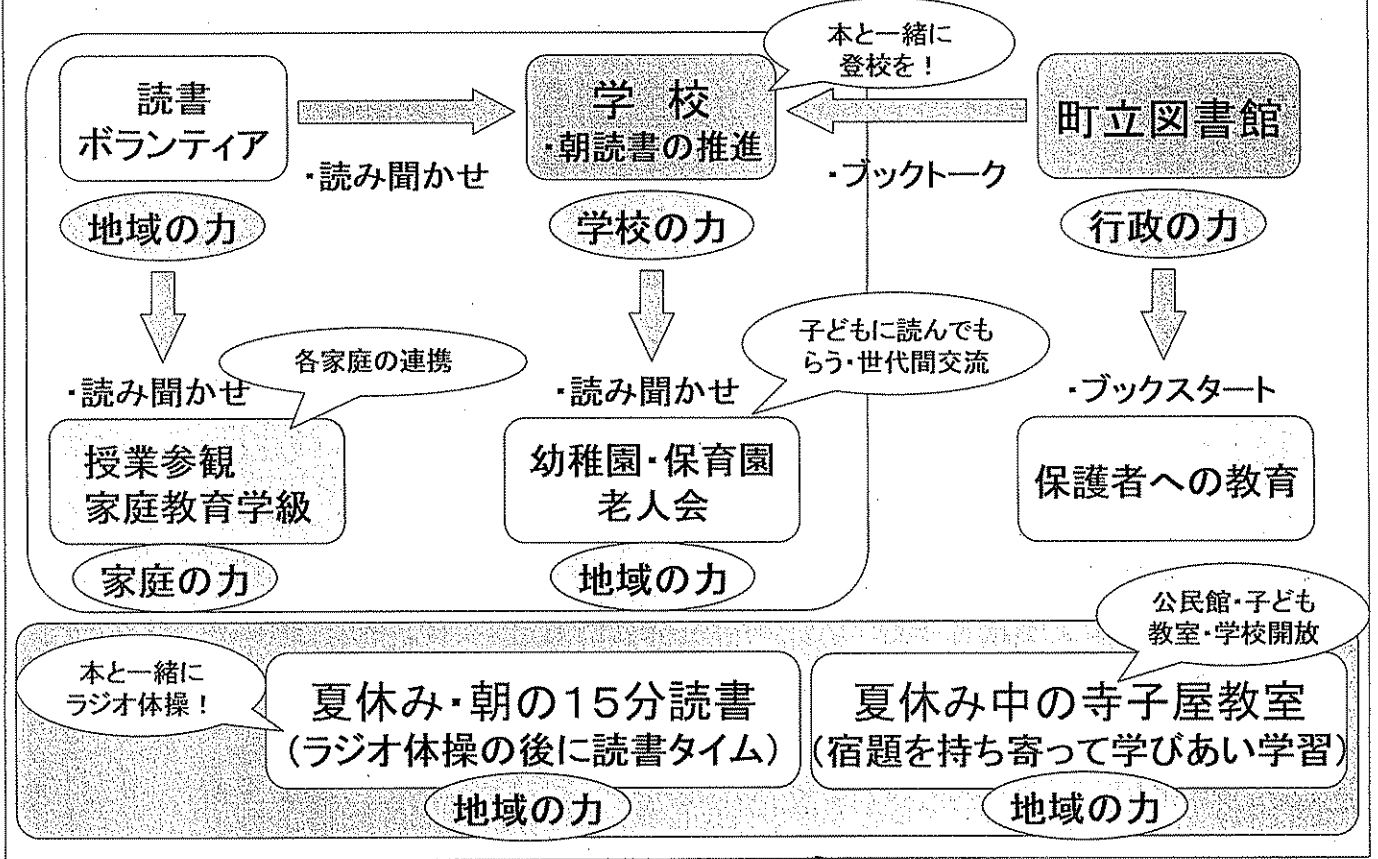 本と一緒に
登校を！
読書
ボランティア
学 校
・朝読書の推進
町立図書館
・読み聞かせ
・ブックトーク
地域の力
学校の力
行政の力
各家庭の連携
子どもに読んでも
らう・世代間交流
・読み聞かせ
・読み聞かせ
・ブックスタート
授業参観
家庭教育学級
幼稚園・保育園
老人会
保護者への教育
家庭の力
地域の力
公民館・子ども
教室・学校開放
本と一緒に
ラジオ体操！
夏休み・朝の１５分読書
(ラジオ体操の後に読書タイム)
夏休み中の寺子屋教室
(宿題を持ち寄って学びあい学習)
地域の力
地域の力